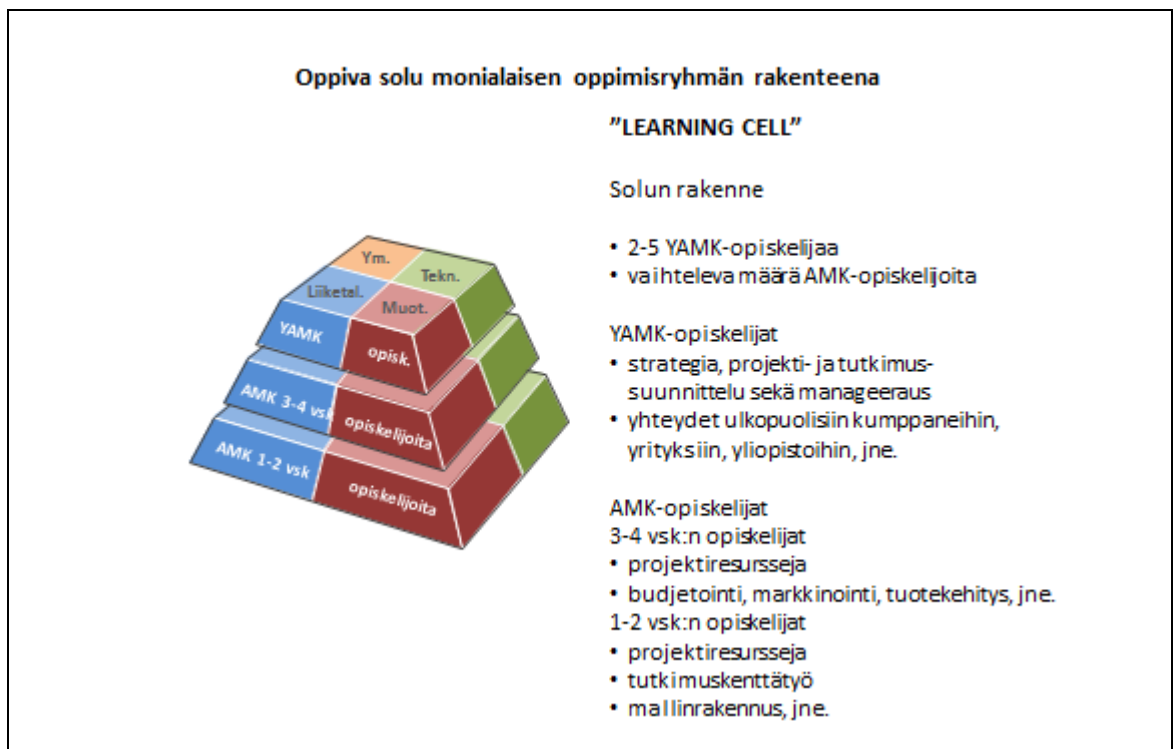 Oppiva solu monialaisen oppimisryhmän rakenteena
”LEARNING CELL”
Solun rakenne
• 2-5 YAMK-opiskelijaa
• vaihteleva määrä AMK-opiskelijoita
YAMK-opiskelijat
• strategia, projekti- ja tutkimus-
suunnittelu sekä manageeraus
• yhteydet ulkopuolisiin kumppaneihin,
yrityksiin, yliopistoihin, jne.
AMK-opiskelijat
3-4 vsk:n opiskelijat
• projektiresursseja
• budjetointi, markkinointi, tuotekehitys, jne.
1-2 vsk:n opiskelijat
• projektiresursseja
• tutkimuskenttätyö
• mallinrakennus, jne.
Ym.
Tekn.
Liiketal.
Muot.
YAMK
opisk.
AMK 3-4 vsk
opiskelijoita
AMK 1-2 vsk
opiskelijoita